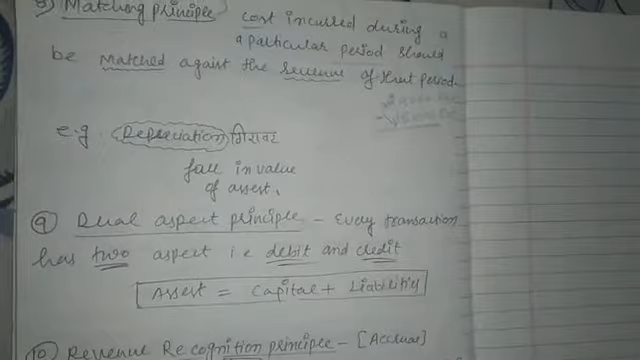 8) Matching principle cost incurred during a
a particular period should
be matched against the revenue of that period.
e.g. Depreciation गिरावट
fall in value
of assert.
⑨ Dual aspect principle - Every transaction
has two aspect i.e debit and credit
Assert = Capital + Liability
10) Revenue Recognition principle - [Accrual]